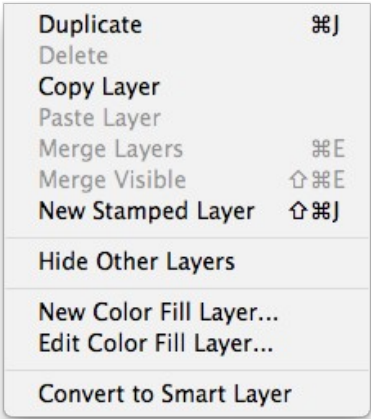 Duplicate ⌘J
Delete
Copy Layer
Paste Layer
Merge Layers ⌘E
Merge Visible ⇧⌘E
New Stamped Layer ⇧⌘J
Hide Other Layers
New Color Fill Layer...
Edit Color Fill Layer...
Convert to Smart Layer